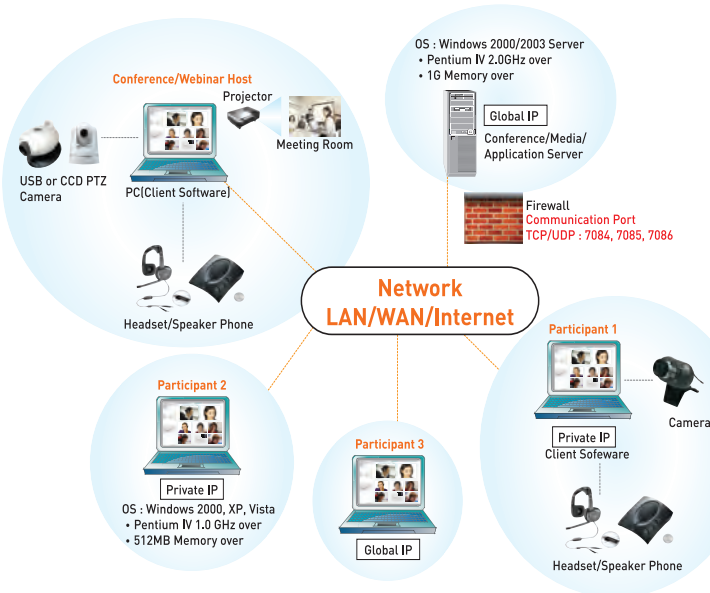 Conference/Webinar Host
Projector
Meeting Room
USB or CCD PTZ
Camera
PC(Client Software)
Headset/Speaker Phone
OS : Windows 2000/2003 Server
• Pentium IV 2.0GHz over
• 1G Memory over
Global IP
Conference/Media/
Application Server
Firewall
Communication Port
TCP/UDP : 7084, 7085, 7086
Network
LAN/WAN/Internet
Participant 1
Camera
Private IP
Client Sofeware
Headset/Speaker Phone
Participant 2
Private IP
OS : Windows 2000, XP, Vista
• Pentium IV 1.0 GHz over
• 512MB Memory over
Participant 3
Global IP